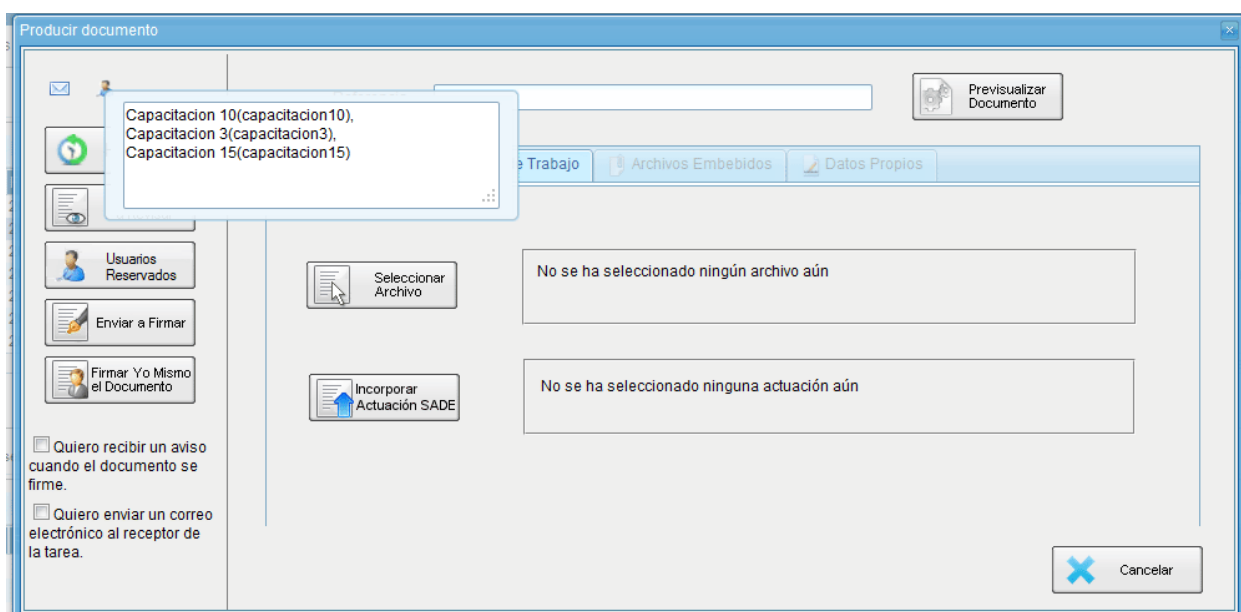 Producir documento
Previsualizar
Documento
Capacitacion 10(capacitacion10),
Capacitacion 3(capacitacion3),
Capacitacion 15(capacitacion15)
Trabajo
Archivos Embebidos
Datos Propios
Usuarios
Reservados
Seleccionar
Archivo
No se ha seleccionado ningún archivo aún
Enviar a Firmar
Firmar Yo Mismo
el Documento
Incorporar
Actuación SADE
No se ha seleccionado ninguna actuación aún
Quiero recibir un aviso
cuando el documento se
firme.
Quiero enviar un correo
electrónico al receptor de
la tarea.
Cancelar